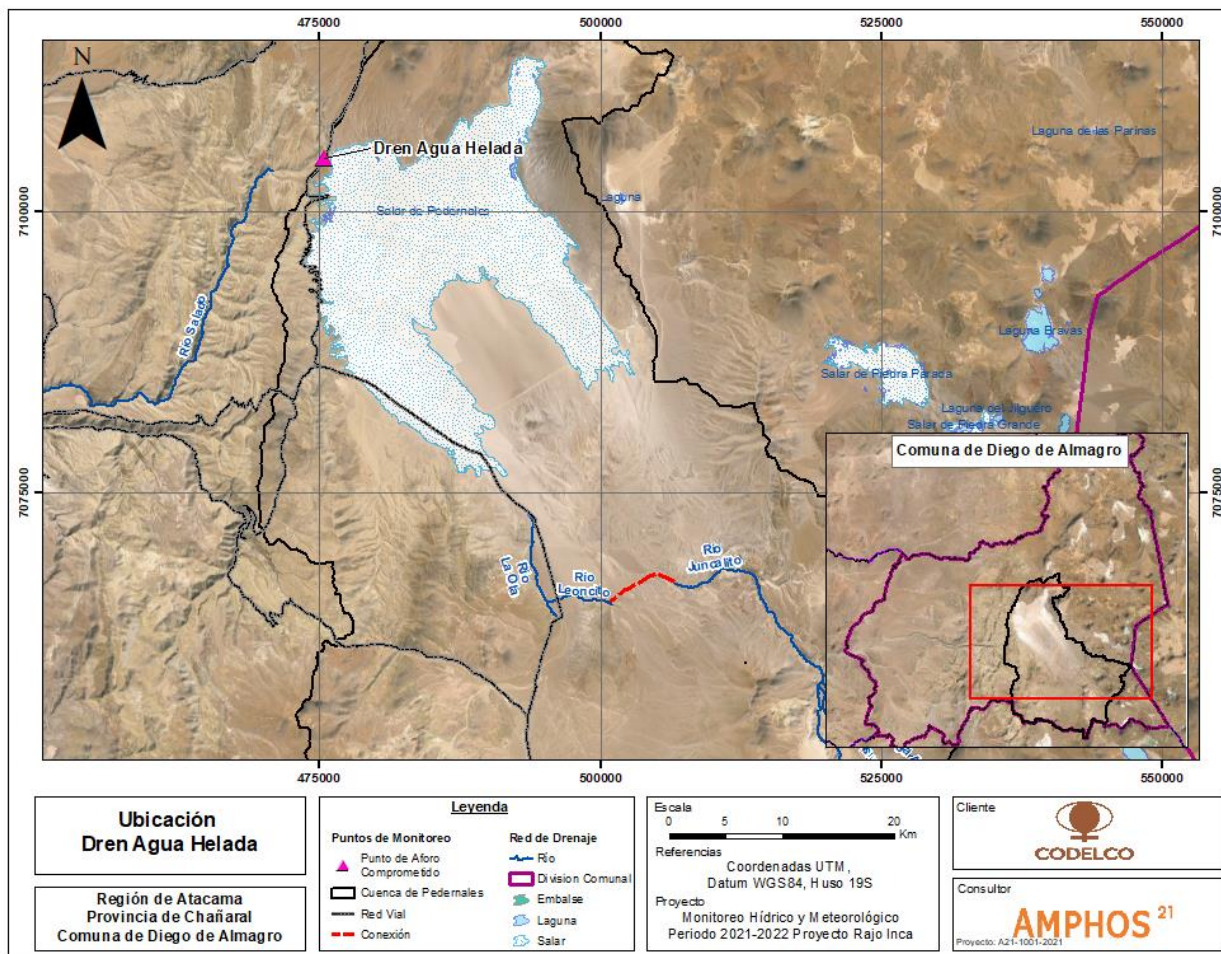 475000
500000
525000
550000
N
Dren Agua Helada
Laguna de las Parinas
7100000
Salar de Pedernales
Laguna
7100000
Río Salado
Laguna Bravas
Salar de Piedra Parada
Laguna del Jilguero
Salar de Piedra Grande
Comuna de Diego de Almagro
7075000
7075000
Río
La Ola
Río
Leoncito
Río
Juncalito
475000
500000
525000
550000
Ubicación
Dren Agua Helada
Región de Atacama
Provincia de Chañaral
Comuna de Diego de Almagro
Leyenda
Puntos de Monitoreo
Punto de Aforo
Comprometido
Cuenca de Pedernales
Red Vial
Conexión
Red de Drenaje
Río
Division Comunal
Embalse
Laguna
Salar
Escala
0 5 10 20
Km
Referencias
Coordenadas UTM,
Datum WGS84, Huso 19S
Proyecto
Monitoreo Hídrico y Meteorológico
Periodo 2021-2022 Proyecto Rajo Inca
Cliente
CODELCO
Consultor
AMPHOS 21
Proyecto: A21-1001-2021